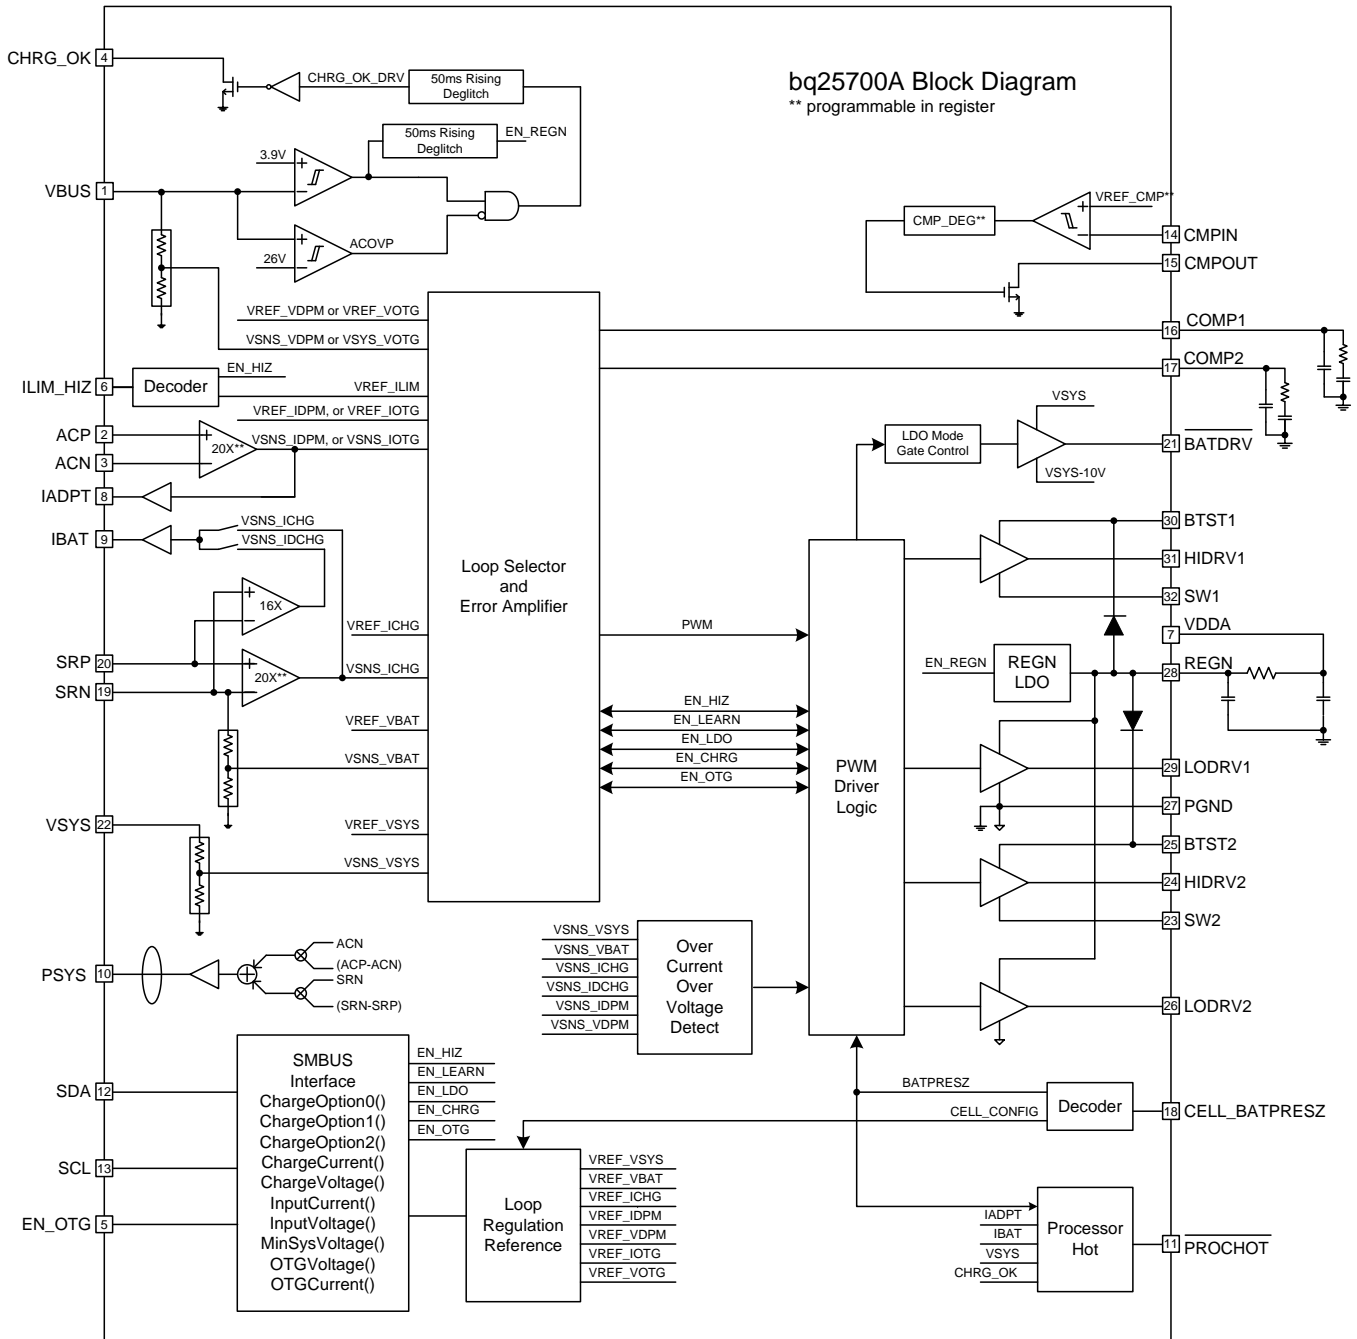 bq25700A Block Diagram
** programmable in register
CHRG_OK
4
CHRG_OK_DRV
50ms Rising
Deglitch
50ms Rising
Deglitch
EN_REGN
3.9V
VBUS
1
ACOVP
26V
CMP_DEG**
VREF_CMP**
14
CMPIN
15
CMPOUT
VREF_VDPM or VREF_VOTG
VSNS_VDPM or VSYS_VOTG
16
COMP1
17
COMP2
ILIM_HIZ
6
Decoder
EN_HIZ
VREF_ILIM
VREF_IDPM, or VREF_IOTG
ACP
2
20X**
VSNS_IDPM, or VSNS_IOTG
ACN
3
IADPT
8
IBAT
9
VSNS_ICHG
VSNS_IDCHG
16X
VREF_ICHG
SRP
20
20X**
VSNS_ICHG
SRN
19
VREF_VBAT
VSNS_VBAT
VSYS
22
VREF_VSYS
VSNS_VSYS
Loop Selector
and
Error Amplifier
PWM
EN_HIZ
EN_LEARN
EN_LDO
EN_CHRG
EN_OTG
PWM
Driver
Logic
LDO Mode
Gate Control
VSYS
VSYS-10V
21
BATDRV
30
BTST1
31
HIDRV1
32
SW1
7
VDDA
EN_REGN
REGN
LDO
28
REGN
29
LODRV1
27
PGND
25
BTST2
24
HIDRV2
23
SW2
26
LODRV2
PSYS
10
ACN
(ACP-ACN)
SRN
(SRN-SRP)
VSNS_VSYS
VSNS_VBAT
VSNS_ICHG
VSNS_IDCHG
VSNS_IDPM
VSNS_VDPM
Over
Current
Over
Voltage
Detect
SDA
12
SCL
13
EN_OTG
5
SMBUS
Interface
ChargeOption0()
ChargeOption1()
ChargeOption2()
ChargeCurrent()
ChargeVoltage()
InputCurrent()
InputVoltage()
MinSysVoltage()
OTGVoltage()
OTGCurrent()
EN_HIZ
EN_LEARN
EN_LDO
EN_CHRG
EN_OTG
Loop
Regulation
Reference
VREF_VSYS
VREF_VBAT
VREF_ICHG
VREF_IDPM
VREF_VDPM
VREF_IOTG
VREF_VOTG
BATPRESZ
CELL_CONFIG
Decoder
18
CELL_BATPRESZ
IADPT
IBAT
VSYS
CHRG_OK
Processor
Hot
11
PROCHOT